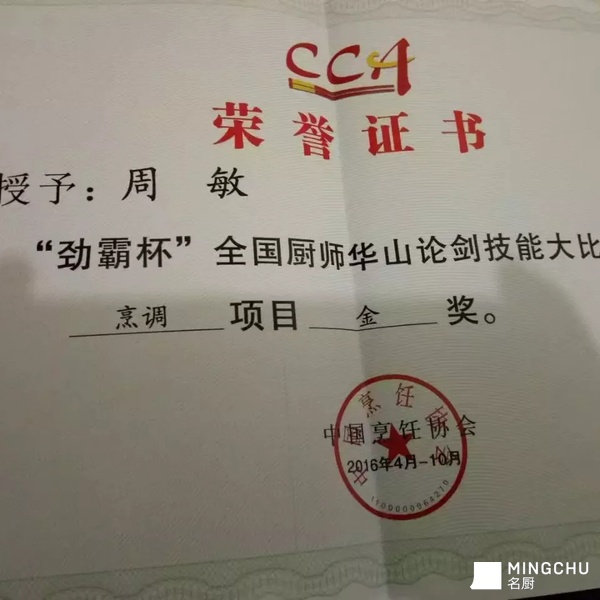 CCA
荣誉证书
授予：周 敏
“劲霸杯”全国厨师华山论剑技能大比
烹调 项目 金 奖。
中国烹饪协会
2016年4月-10月
1100000964270
MINGCHU
名厨